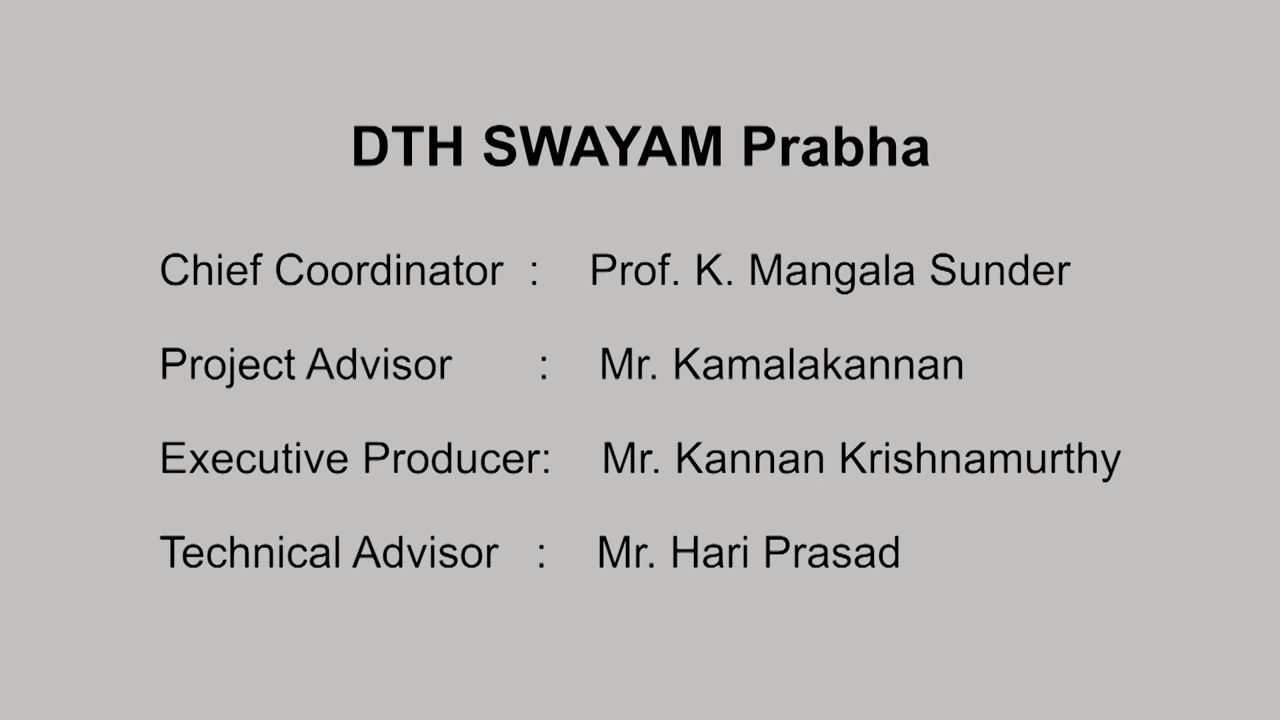 DTH SWAYAM Prabha
Chief Coordinator : Prof. K. Mangala Sunder
Project Advisor : Mr. Kamalakannan
Executive Producer: Mr. Kannan Krishnamurthy
Technical Advisor : Mr. Hari Prasad